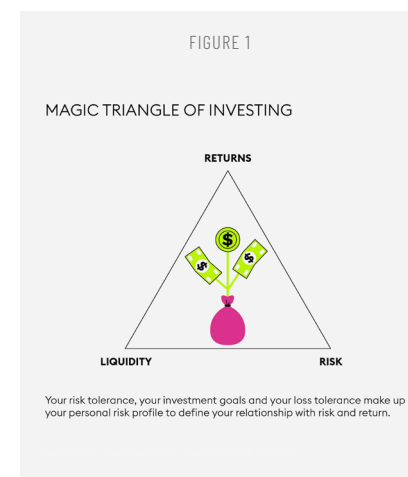 FIGURE 1
MAGIC TRIANGLE OF INVESTING
RETURNS
$
$
$
LIQUIDITY
RISK
Your risk tolerance, your investment goals and your loss tolerance make up
your personal risk profile to define your relationship with risk and return.